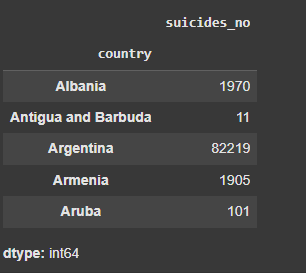 suicides_no
country
Albania 1970
Antigua and Barbuda 11
Argentina 82219
Armenia 1905
Aruba 101
dtype: int64